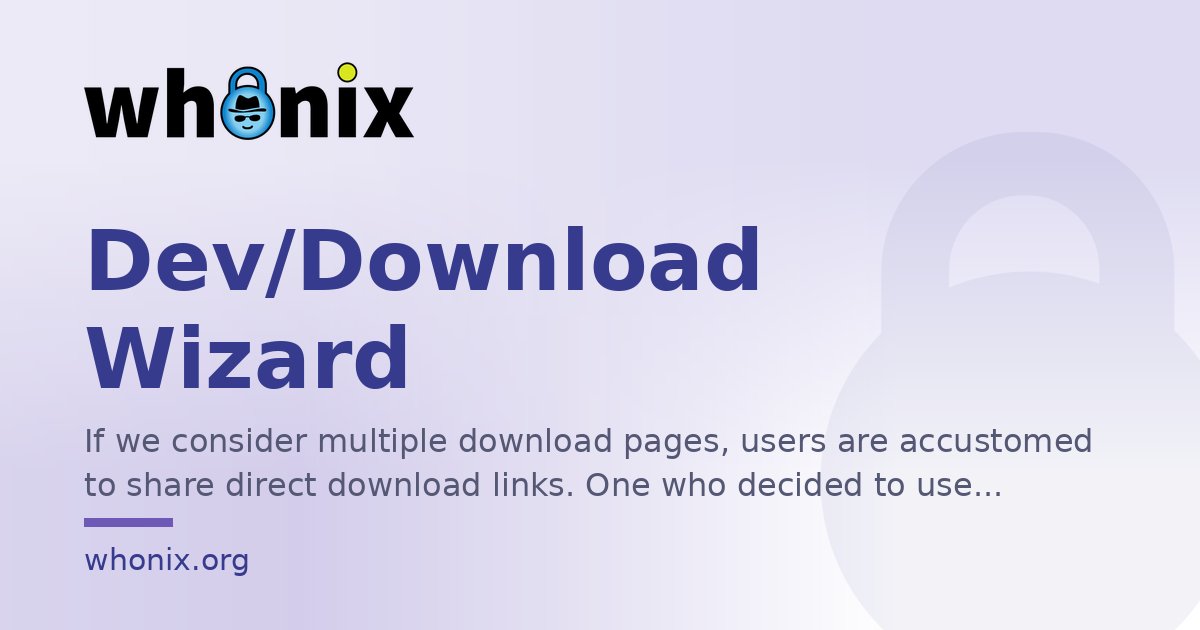 whonix
Dev/Download
Wizard
If we consider multiple download pages, users are accustomed
to share direct download links. One who decided to use...
whonix.org